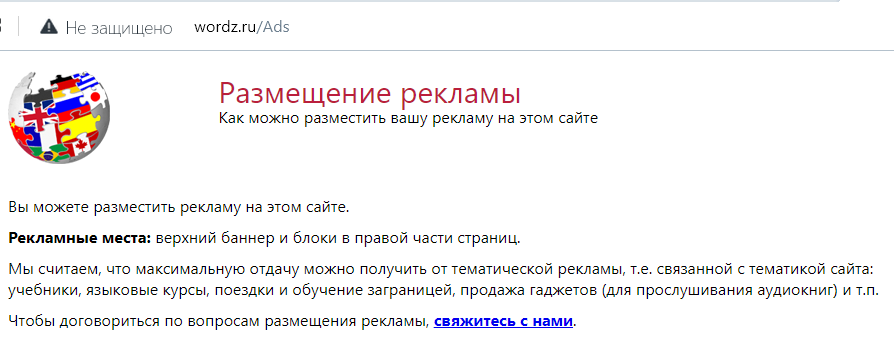 Не защищено wordz.ru/Ads
Размещение рекламы
Как можно разместить вашу рекламу на этом сайте
Вы можете разместить рекламу на этом сайте.
Рекламные места: верхний баннер и блоки в правой части страниц.
Мы считаем, что максимальную отдачу можно получить от тематической рекламы, т.е. связанной с тематикой сайта:
учебники, языковые курсы, поездки и обучение заграницей, продажа гаджетов (для прослушивания аудиокниг) и т.п.
Чтобы договориться по вопросам размещения рекламы, свяжитесь с нами.